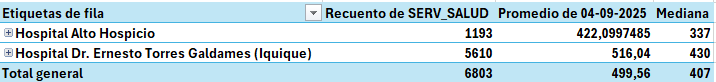 Etiquetas de fila Recuento de SERV_SALUD Promedio de 04-09-2025 Mediana
Hospital Alto Hospicio 1193 422,0997485 337
Hospital Dr. Ernesto Torres Galdames (Iquique) 5610 516,04 430
Total general 6803 499,56 407